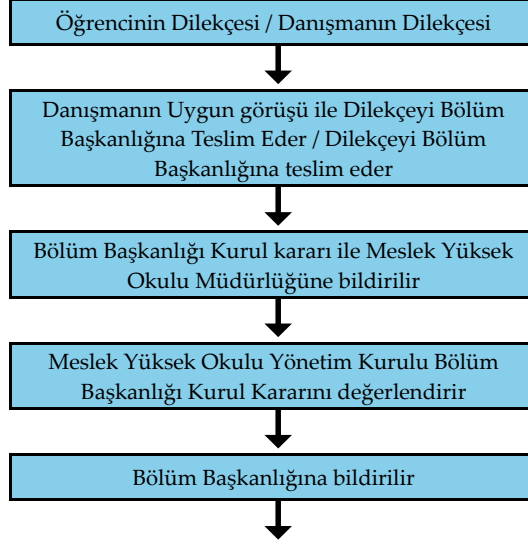 Öğrencinin Dilekçesi / Danışmanın Dilekçesi
Danışmanın Uygun görüşü ile Dilekçeyi Bölüm
Başkanlığına Teslim Eder / Dilekçeyi Bölüm
Başkanlığına teslim eder
Bölüm Başkanlığı Kurul kararı ile Meslek Yüksek
Okulu Müdürlüğüne bildirilir
Meslek Yüksek Okulu Yönetim Kurulu Bölüm
Başkanlığı Kurul Kararını değerlendirir
Bölüm Başkanlığına bildirilir